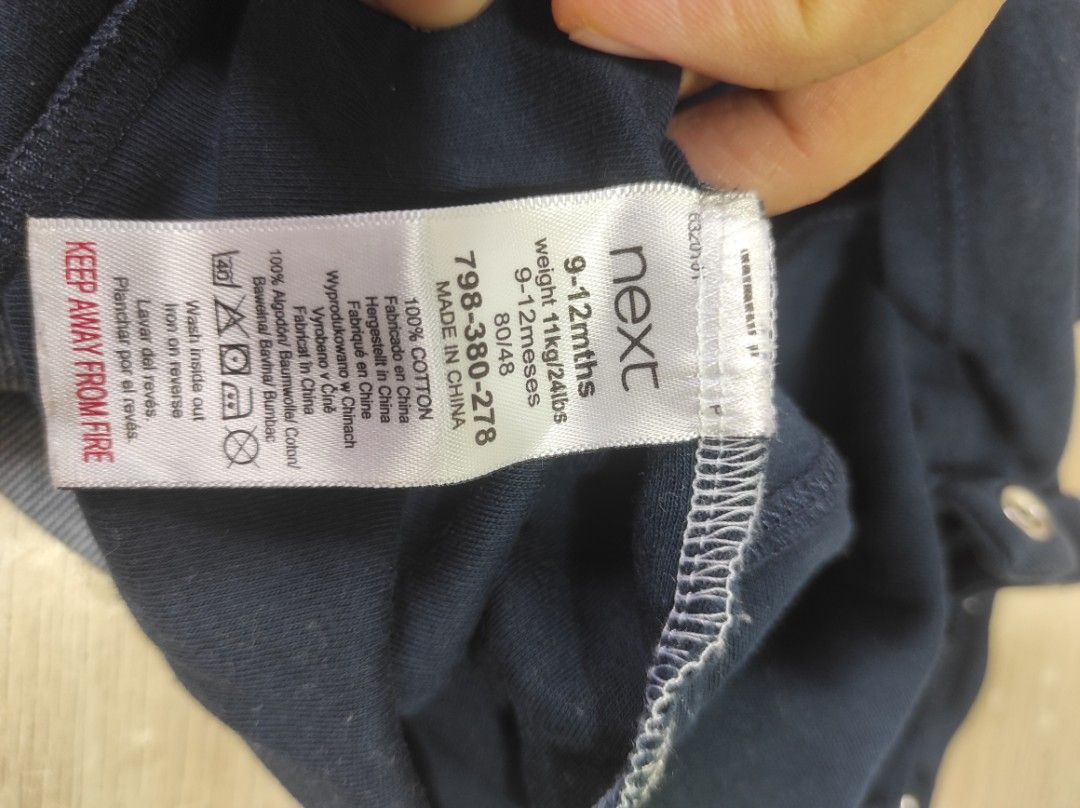 next
9-12mths
weight 11kg/24lbs
9-12meses
80/48
798-380-278
MADE IN CHINA
100% COTTON
Fabricado en China
Hergestellt in China
Fabriqué en Chine
Wyprodukowano w Chinach
Vyrobeno v Číně
Fabricat în China
100% Algodón/ Baumwolle/ Coton/
Bawełna/ Bavlna/ Bumbac
40
Wash inside out
Iron on reverse
Lavar del revés.
Planchar por el revés.
KEEP AWAY FROM FIRE